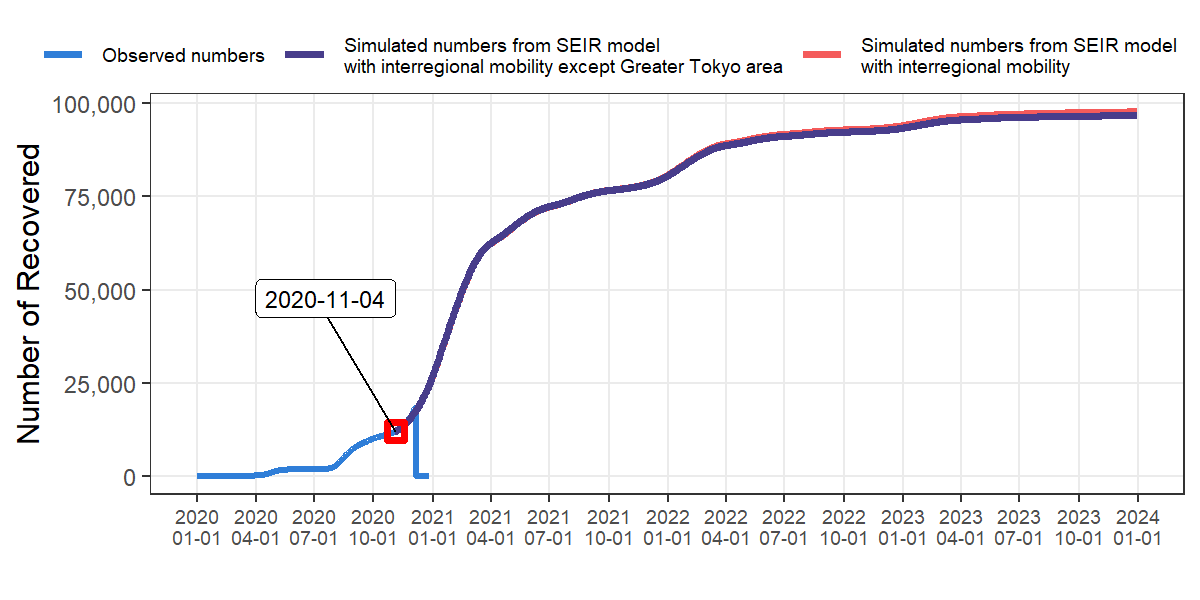 Observed numbers
Simulated numbers from SEIR model
with interregional mobility except Greater Tokyo area
Simulated numbers from SEIR model
with interregional mobility
Number of Recovered
100,000
75,000
50,000
25,000
0
2020-11-04
2020 2020 2020 2020 2021 2021 2021 2021 2022 2022 2022 2022 2023 2023 2023 2023 2024
01-01 04-01 07-01 10-01 01-01 04-01 07-01 10-01 01-01 04-01 07-01 10-01 01-01 04-01 07-01 10-01 01-01